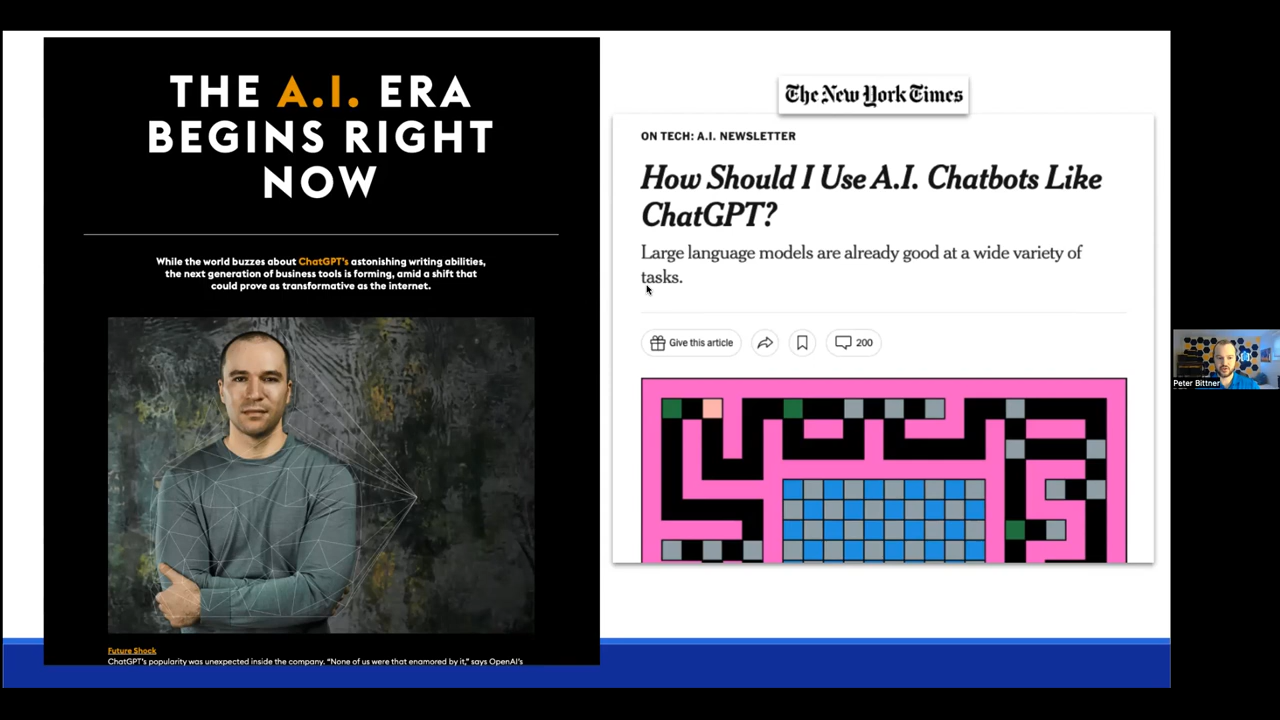 THE A.I. ERA
BEGINS RIGHT
NOW
While the world buzzes about ChatGPT's astonishing writing abilities,
the next generation of business tools is forming, amid a shift that
could prove as transformative as the internet.
Future Shock
ChatGPT's popularity was unexpected inside the company. “None of us were that enamored by it,” says OpenAI's
The New York Times
ON TECH: A.I. NEWSLETTER
How Should I Use A.I. Chatbots Like
ChatGPT?
Large language models are already good at a wide variety of
tasks.
Give this article
200
Peter Bittner